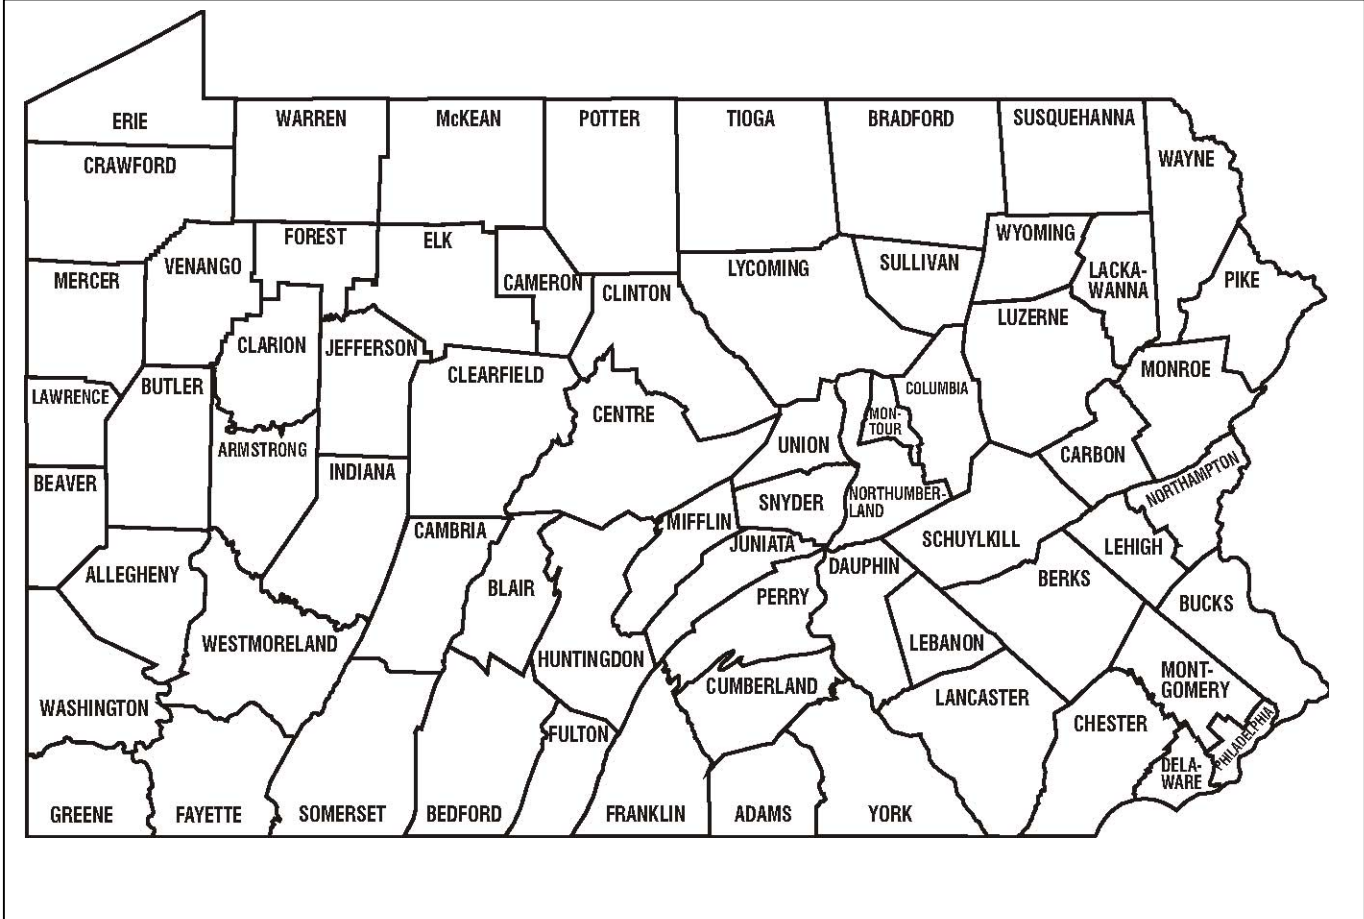 ERIE
WARREN
McKEAN
POTTER
TIOGA
BRADFORD
SUSQUEHANNA
WAYNE
CRAWFORD
FOREST
ELK
WYOMING
MERCER
VENANGO
CAMERON
CLINTON
LYCOMING
SULLIVAN
LACKA-
WANNA
PIKE
CLARION
JEFFERSON
LUZERNE
LAWRENCE
BUTLER
CLEARFIELD
CENTRE
COLUMBIA
MONROE
MON-
TOUR
ARMSTRONG
UNION
CARBON
BEAVER
INDIANA
SNYDER
NORTHUMBER-
LAND
NORTHAMPTON
CAMBRIA
MIFFLIN
JUNIATA
SCHUYLKILL
LEHIGH
ALLEGHENY
BLAIR
DAUPHIN
BERKS
PERRY
BUCKS
WESTMORELAND
HUNTINGDON
LEBANON
WASHINGTON
CUMBERLAND
LANCASTER
MONT-
GOMERY
FULTON
CHESTER
PHILADELPHIA
DELA-
WARE
GREENE
FAYETTE
SOMERSET
BEDFORD
FRANKLIN
ADAMS
YORK